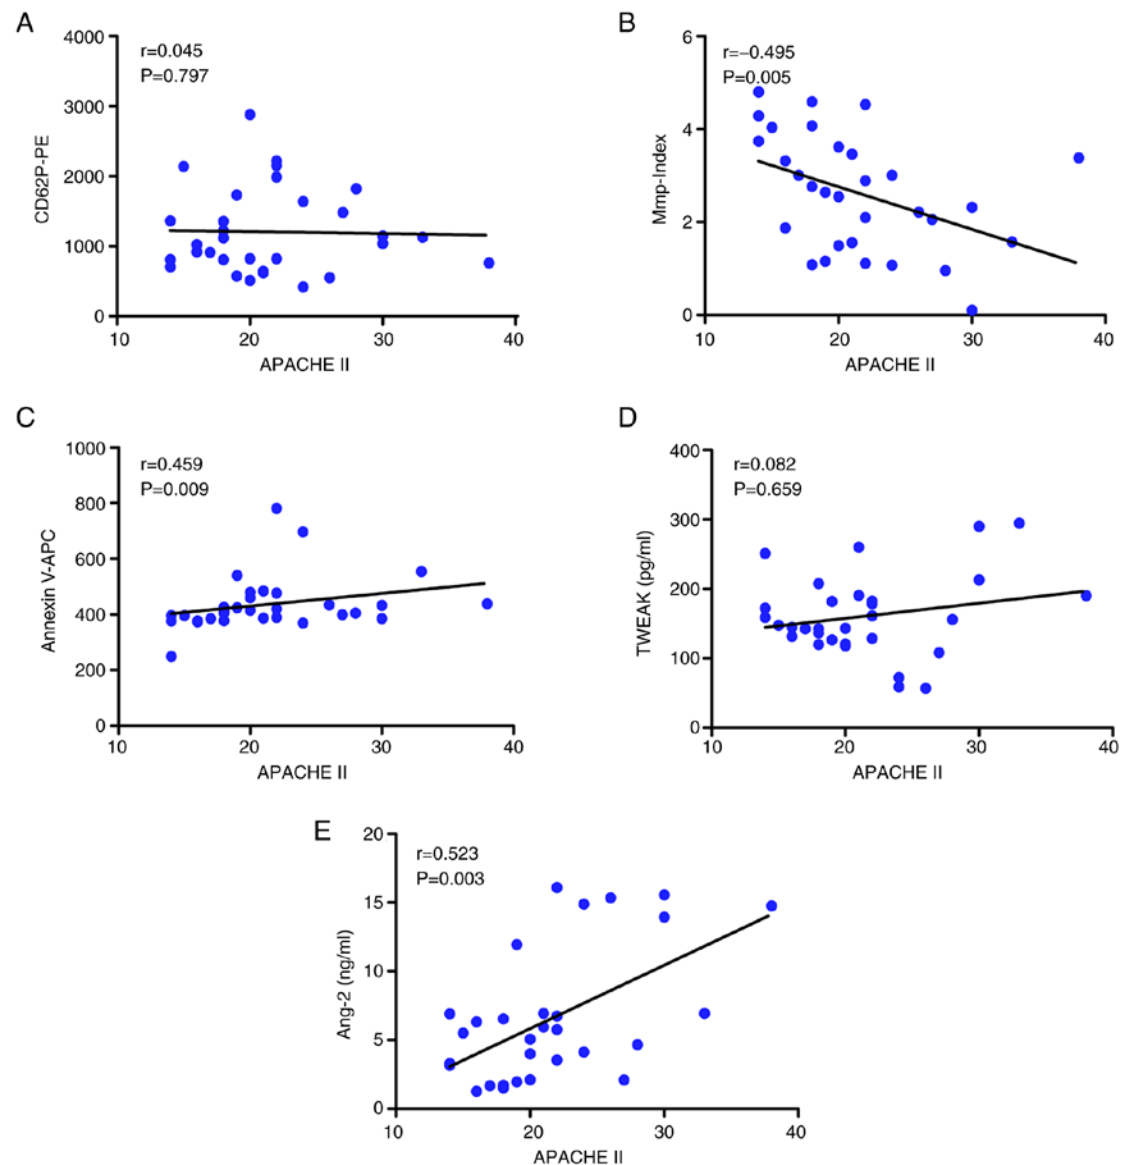 A
4000
3000
2000
1000
0
CD62P-PE
r=0.045
P=0.797
10
20
30
40
APACHE II
B
6
4
2
0
Mmp-Index
r=−0.495
P=0.005
10
20
30
40
APACHE II
C
1000
800
600
400
200
0
Annexin V-APC
r=0.459
P=0.009
10
20
30
40
APACHE II
D
400
300
200
100
0
TWEAK (pg/ml)
r=0.082
P=0.659
10
20
30
40
APACHE II
E
20
15
10
5
0
Ang-2 (ng/ml)
r=0.523
P=0.003
10
20
30
40
APACHE II